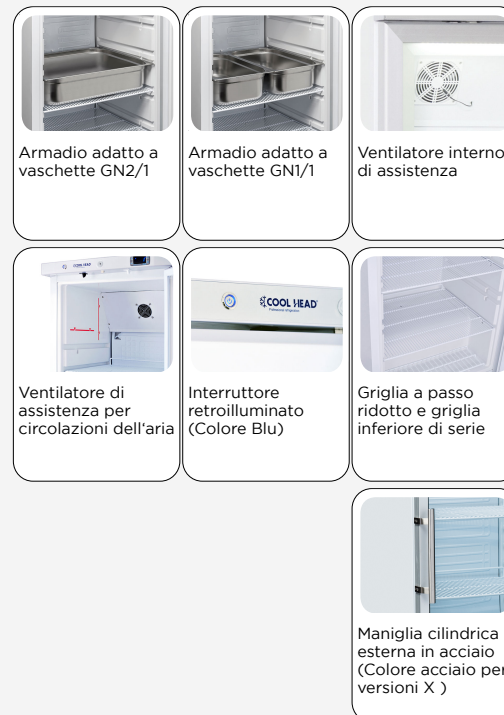 Armadio adatto a
vaschette GN2/1
Armadio adatto a
vaschette GN1/1
Ventilatore interno
di assistenza
COOL HEAD
Ventilatore di
assistenza per
circolazioni dell‘aria
COOL HEAD
Interruttore
retroilluminato
(Colore Blu)
Griglia a passo
ridotto e griglia
inferiore di serie
Maniglia cilindrica
esterna in acciaio
(Colore acciaio per
versioni X )